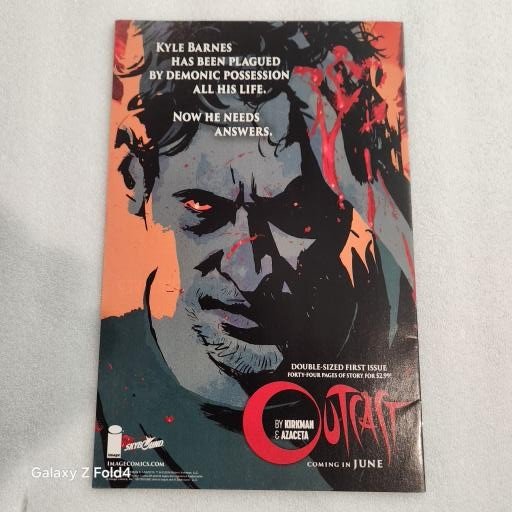 KYLE BARNES
HAS BEEN PLAGUED
BY DEMONIC POSSESSION
ALL HIS LIFE.
NOW HE NEEDS
ANSWERS.
DOUBLE-SIZED FIRST ISSUE
FORTY-FOUR PAGES OF STORY FOR $2.99!
OUTCAST
BY KIRKMAN
& AZACETA
COMING IN JUNE
image
SKYBOUND
IMAGECOMICS.COM
Galaxy Z Fold4